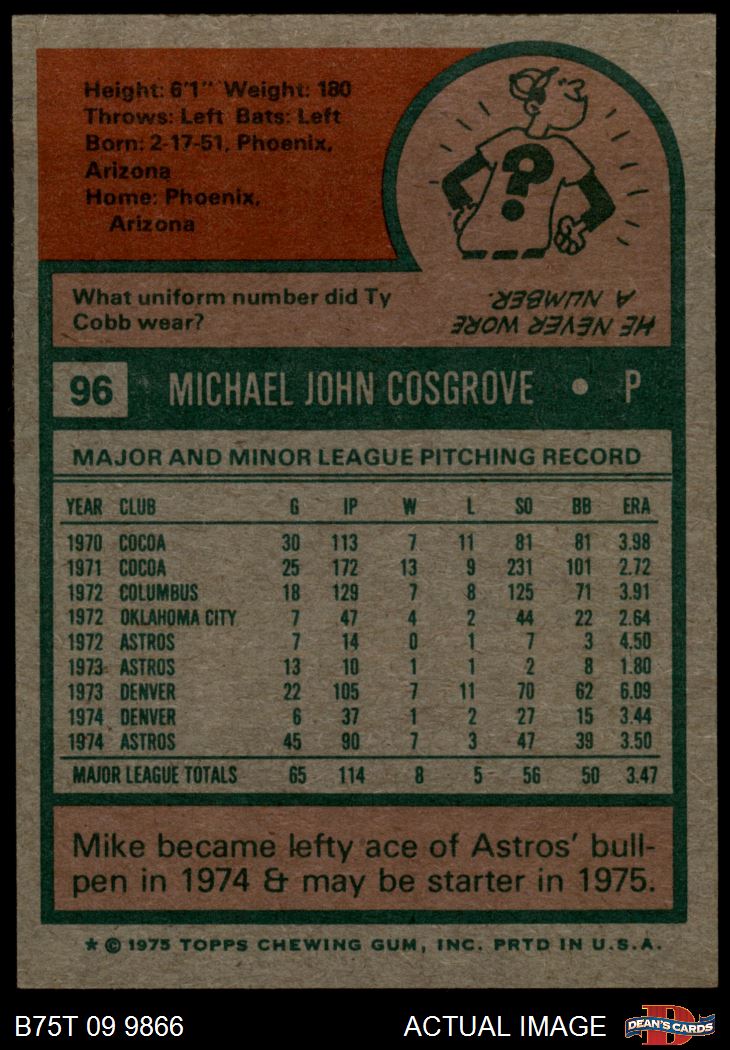 Height: 6'1" Weight: 180
Throws: Left Bats: Left
Born: 2-17-51, Phoenix,
Arizona
Home: Phoenix,
Arizona
?
What uniform number did Ty
Cobb wear?
HE NEVER WORE
A NUMBER.
96 MICHAEL JOHN COSGROVE • P
MAJOR AND MINOR LEAGUE PITCHING RECORD
YEAR CLUB G IP W L SO BB ERA
1970 COCOA 30 113 7 11 81 81 3.98
1971 COCOA 25 172 13 9 231 101 2.72
1972 COLUMBUS 18 129 7 8 125 71 3.91
1972 OKLAHOMA CITY 7 47 4 2 44 22 2.64
1972 ASTROS 7 14 0 1 7 3 4.50
1973 ASTROS 13 10 1 1 2 8 1.80
1973 DENVER 22 105 7 11 70 62 6.09
1974 DENVER 6 37 1 2 27 15 3.44
1974 ASTROS 45 90 7 3 47 39 3.50
MAJOR LEAGUE TOTALS 65 114 8 5 56 50 3.47
Mike became lefty ace of Astros' bull-
pen in 1974 & may be starter in 1975.
* © 1975 TOPPS CHEWING GUM, INC. PRTD IN U.S.A.
B75T 09 9866 ACTUAL IMAGE D DEAN'S CARDS